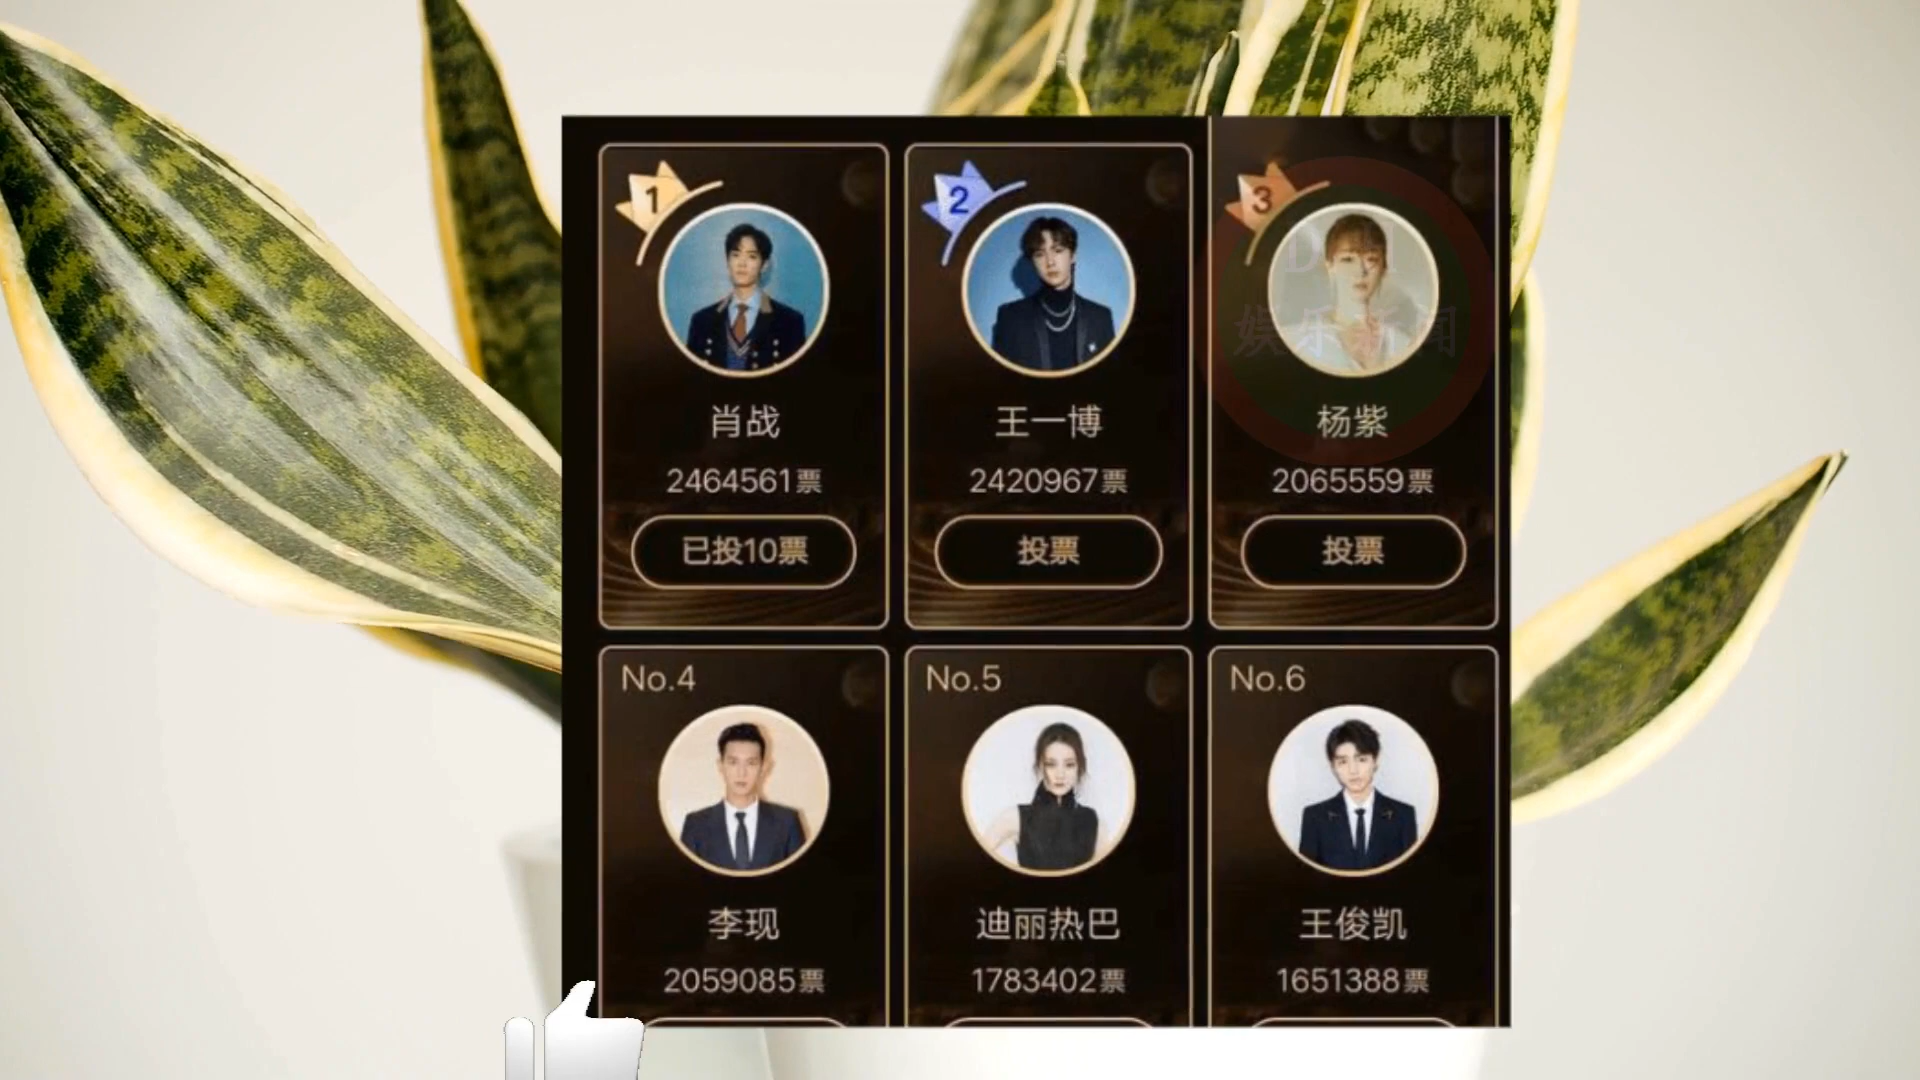 1
2
3
娱乐新闻
肖战
王一博
杨紫
2464561票
2420967票
2065559票
已投10票
投票
投票
No.4
No.5
No.6
李现
迪丽热巴
王俊凯
2059085票
1783402票
1651388票